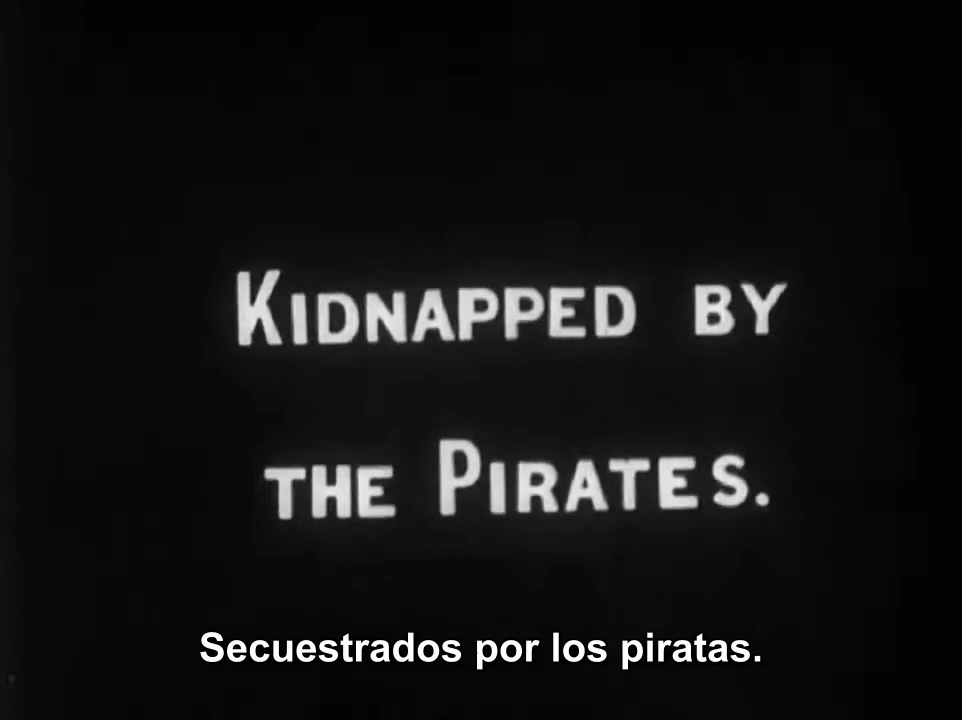 KIDNAPPED BY
THE PIRATES.
Secuestrados por los piratas.